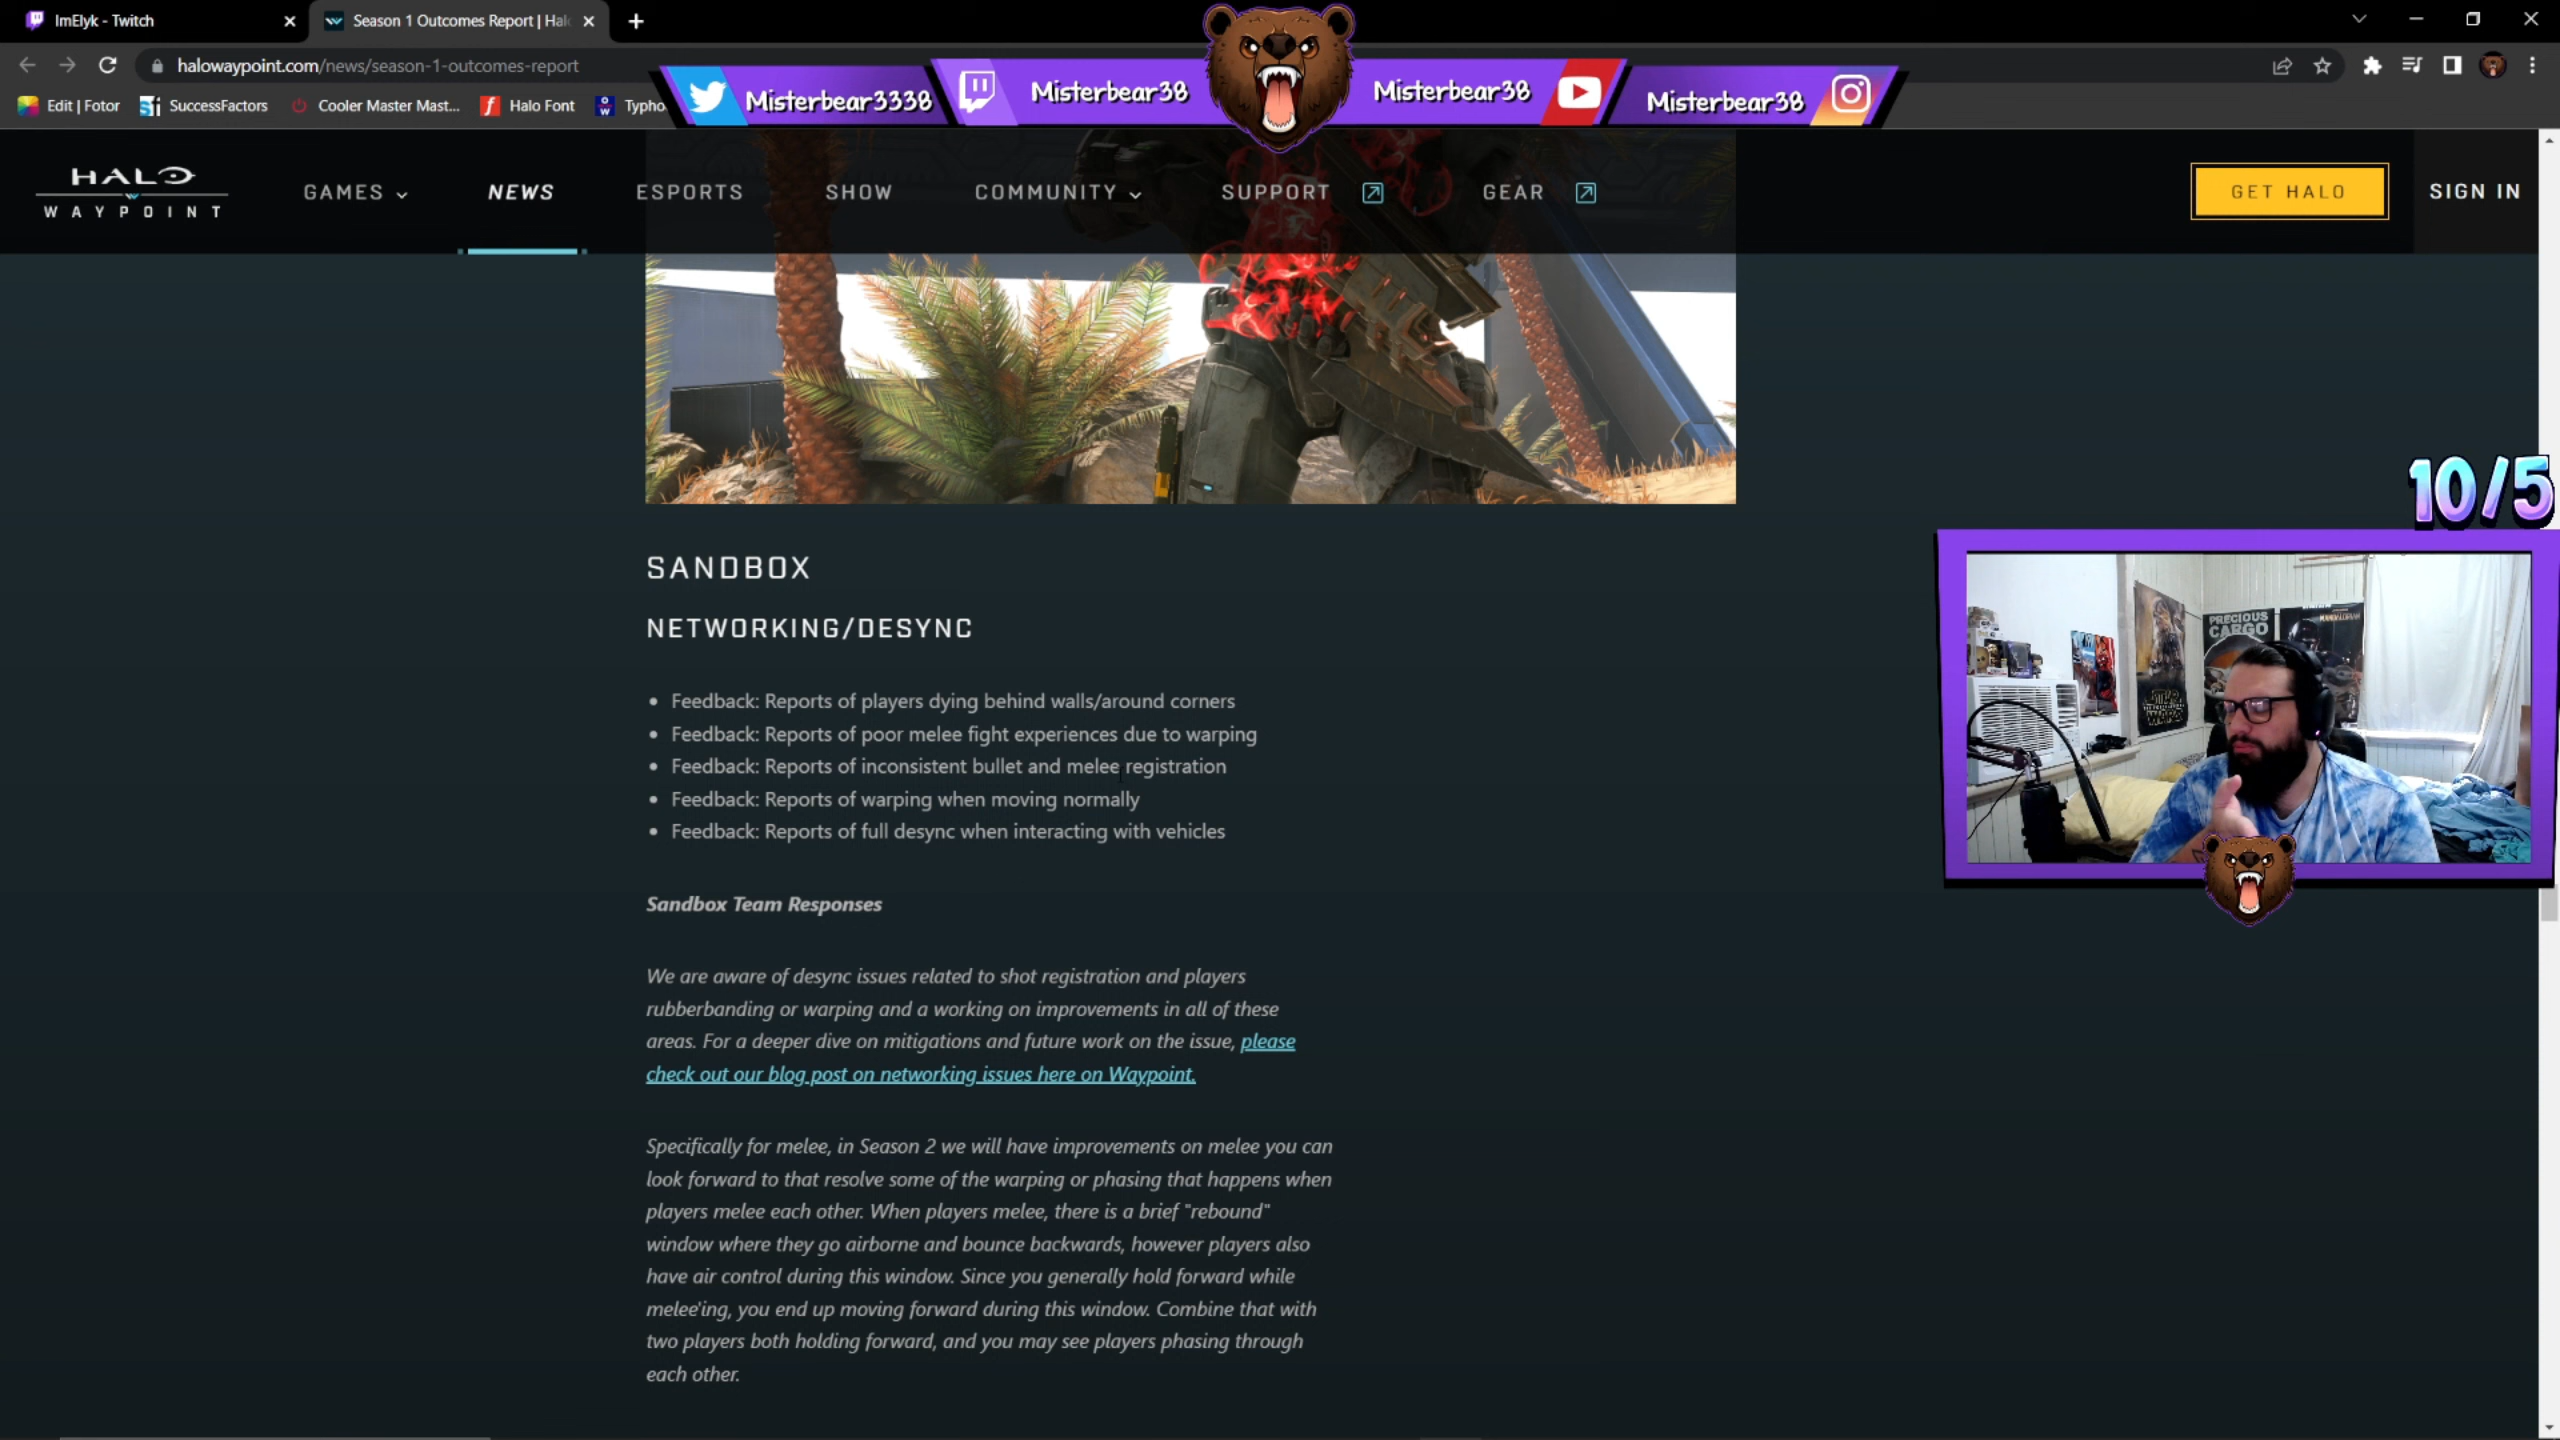 ImElyk - Twitch
Season 1 Outcomes Report | Hal
halowaypoint.com/news/season-1-outcomes-report
Misterbear3338
Misterbear38
Misterbear38
Misterbear38
Edit | Fotor
SuccessFactors
Cooler Master Mast...
Halo Font
Typho
HALO
WAYPOINT
GAMES
NEWS
ESPORTS
SHOW
COMMUNITY
SUPPORT
GEAR
GET HALO
SIGN IN
10/5
PRECIOUS
CARGO
MANDALORIAN
STAR
WARS
SANDBOX
NETWORKING/DESYNC
• Feedback: Reports of players dying behind walls/around corners
• Feedback: Reports of poor melee fight experiences due to warping
• Feedback: Reports of inconsistent bullet and melee registration
• Feedback: Reports of warping when moving normally
• Feedback: Reports of full desync when interacting with vehicles
Sandbox Team Responses
We are aware of desync issues related to shot registration and players
rubberbanding or warping and a working on improvements in all of these
areas. For a deeper dive on mitigations and future work on the issue, please
check out our blog post on networking issues here on Waypoint.
Specifically for melee, in Season 2 we will have improvements on melee you can
look forward to that resolve some of the warping or phasing that happens when
players melee each other. When players melee, there is a brief "rebound"
window where they go airborne and bounce backwards, however players also
have air control during this window. Since you generally hold forward while
melee'ing, you end up moving forward during this window. Combine that with
two players both holding forward, and you may see players phasing through
each other.